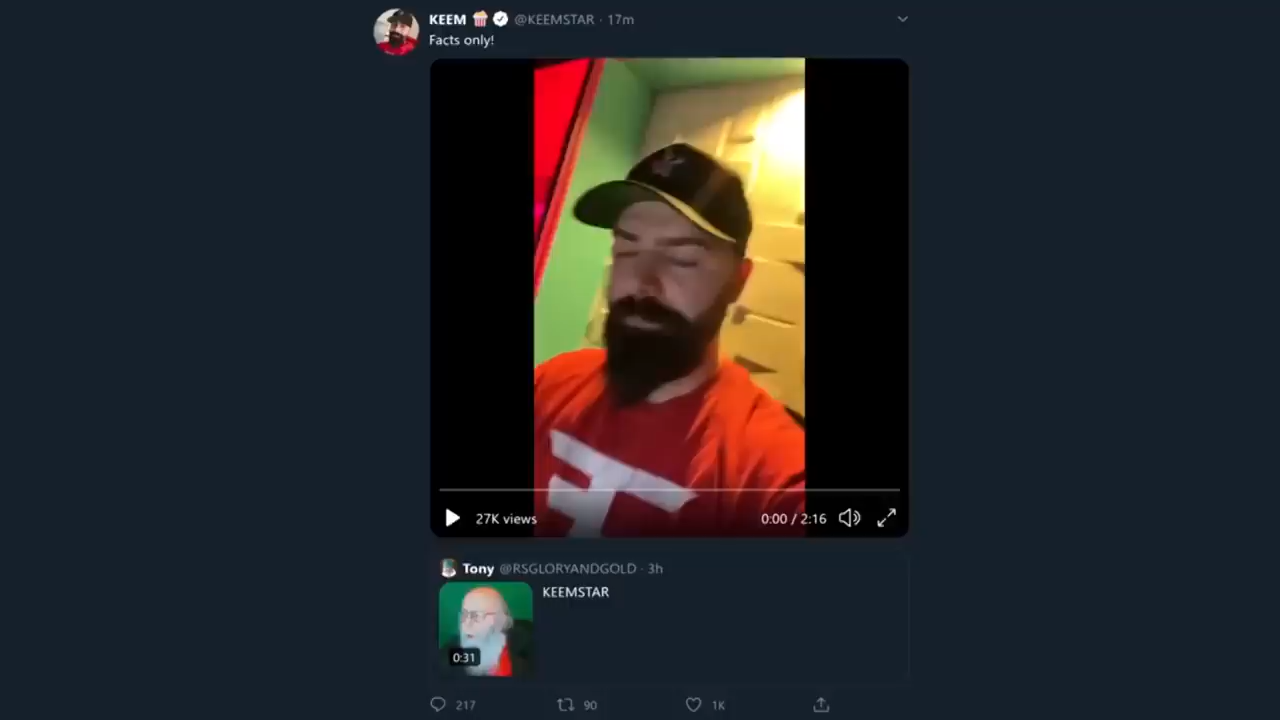 KEEM 🍿 @KEEMSTAR · 17m
Facts only!
27K views
0:00 / 2:16
Tony @RSGLORYANDGOLD · 3h
KEEMSTAR
0:31
217 90 1K